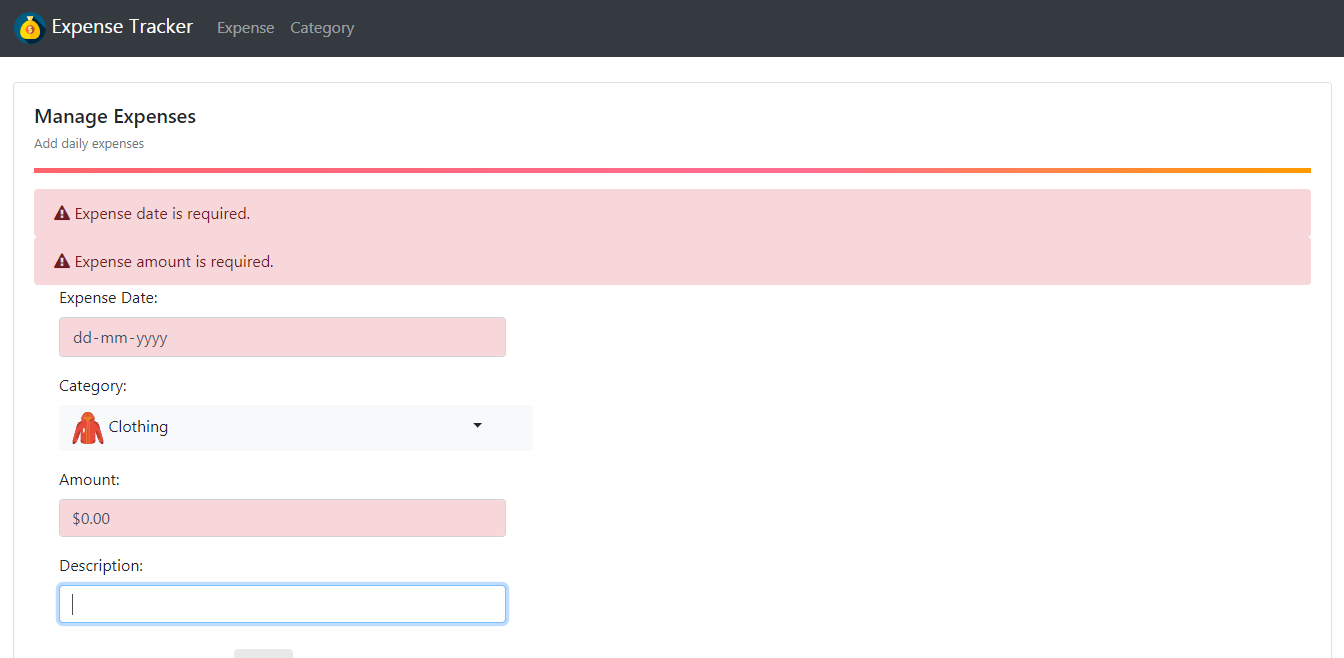 Expense Tracker Expense Category
Manage Expenses
Add daily expenses
Expense date is required.
Expense amount is required.
Expense Date:
dd-mm-yyyy
Category:
Clothing
Amount:
$0.00
Description: